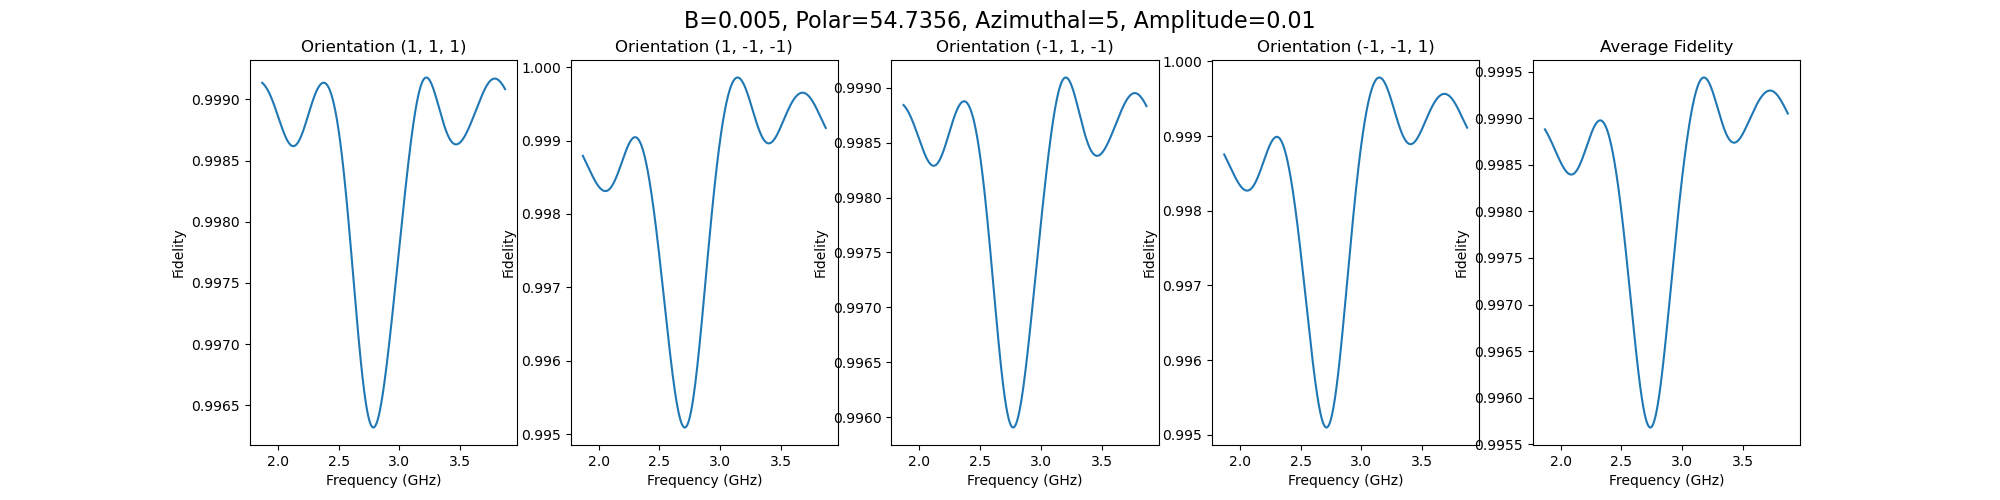 B=0.005, Polar=54.7356, Azimuthal=5, Amplitude=0.01
Orientation (1, 1, 1)
0.9990
0.9985
0.9980
0.9975
0.9970
0.9965
Fidelity
2.0 2.5 3.0 3.5
Frequency (GHz)
Orientation (1, -1, -1)
1.000
0.999
0.998
0.997
0.996
0.995
Fidelity
2.0 2.5 3.0 3.5
Frequency (GHz)
Orientation (-1, 1, -1)
0.9990
0.9985
0.9980
0.9975
0.9970
0.9965
0.9960
Fidelity
2.0 2.5 3.0 3.5
Frequency (GHz)
Orientation (-1, -1, 1)
1.000
0.999
0.998
0.997
0.996
0.995
Fidelity
2.0 2.5 3.0 3.5
Frequency (GHz)
Average Fidelity
0.9995
0.9990
0.9985
0.9980
0.9975
0.9970
0.9965
0.9960
0.9955
Fidelity
2.0 2.5 3.0 3.5
Frequency (GHz)